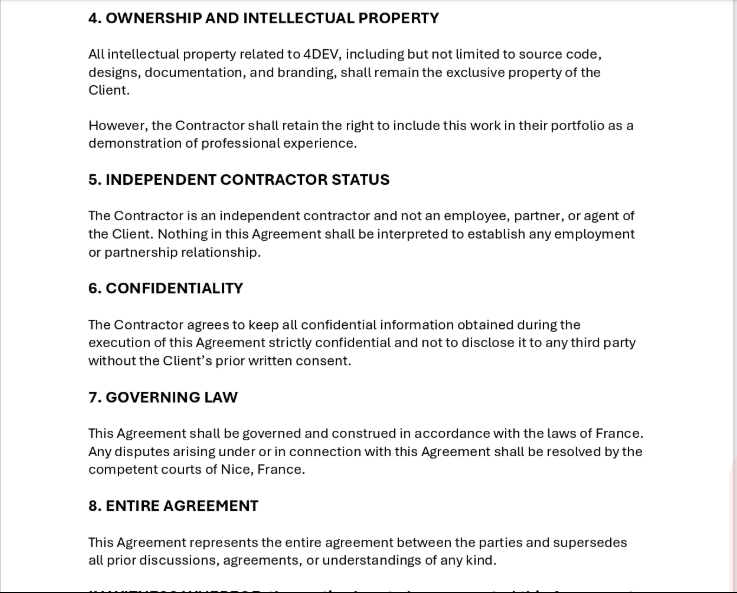 4. OWNERSHIP AND INTELLECTUAL PROPERTY
All intellectual property related to 4DEV, including but not limited to source code,
designs, documentation, and branding, shall remain the exclusive property of the
Client.
However, the Contractor shall retain the right to include this work in their portfolio as a
demonstration of professional experience.
5. INDEPENDENT CONTRACTOR STATUS
The Contractor is an independent contractor and not an employee, partner, or agent of
the Client. Nothing in this Agreement shall be interpreted to establish any employment
or partnership relationship.
6. CONFIDENTIALITY
The Contractor agrees to keep all confidential information obtained during the
execution of this Agreement strictly confidential and not to disclose it to any third party
without the Client’s prior written consent.
7. GOVERNING LAW
This Agreement shall be governed and construed in accordance with the laws of France.
Any disputes arising under or in connection with this Agreement shall be resolved by the
competent courts of Nice, France.
8. ENTIRE AGREEMENT
This Agreement represents the entire agreement between the parties and supersedes
all prior discussions, agreements, or understandings of any kind.